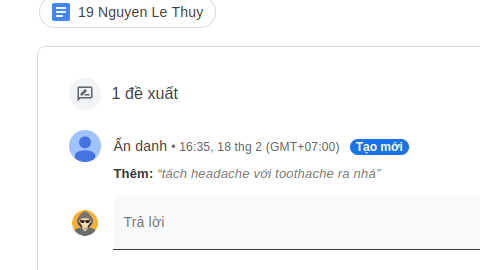 19 Nguyen Le Thuy
1 đề xuất
Ẩn danh • 16:35, 18 thg 2 (GMT+07:00) Tạo mới
Thêm: “tách headache với toothache ra nhá”
Trả lời